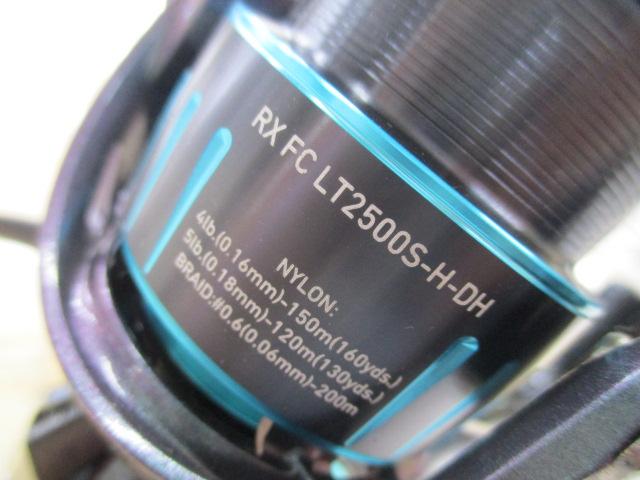 RX FC LT2500S-H-DH
NYLON:
4lb.(0.16mm)-150m(160yds.)
5lb.(0.18mm)-120m(130yds.)
BRAID:#0.6(0.06mm)-200m